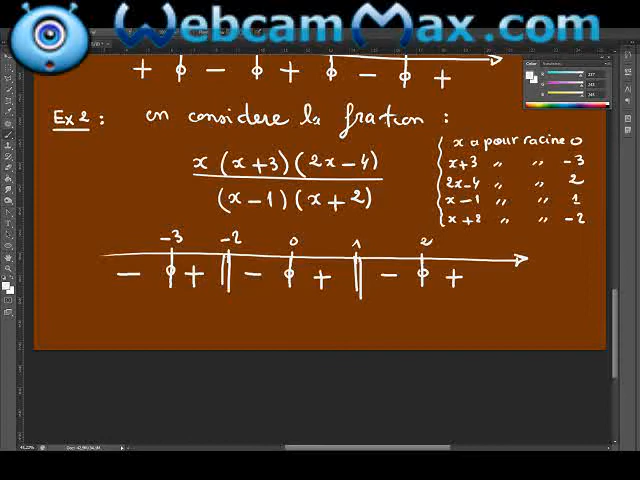 WebcamMax.com
+ ϕ − ϕ + ϕ − ϕ +
Ex 2 : on considere la fraction :
x (x+3) (2x−4)
(x−1) (x+2)
x a pour racine 0
x+3 " " −3
2x−4 " " 2
x−1 " " 1
x+2 " " −2
−3 −2 0 1 2
− ϕ + || − ϕ + || − ϕ +
Color